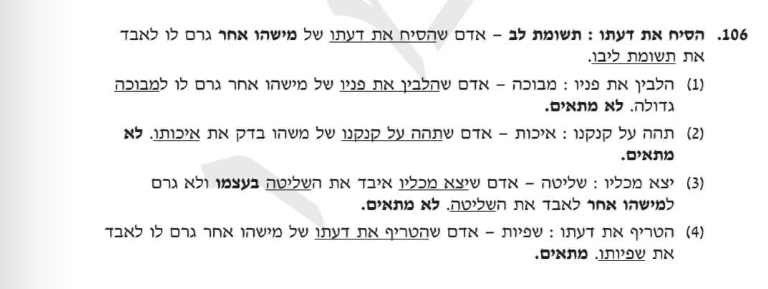 106. הסיח את דעתו : תשומת לב – אדם שהסיח את דעתו של מישהו אחר גרם לו לאבד
את תשומת ליבו.
(1) הלבין את פניו : מבוכה – אדם שהלבין את פניו של מישהו אחר גרם לו למבוכה
גדולה. לא מתאים.
(2) תהה על קנקנו : איכות – אדם שתהה על קנקנו של משהו בדק את איכותו. לא
מתאים.
(3) יצא מכליו : שליטה – אדם שיצא מכליו איבד את השליטה בעצמו ולא גרם
למישהו אחר לאבד את השליטה. לא מתאים.
(4) הטריף את דעתו : שפיות – אדם שהטריף את דעתו של מישהו אחר גרם לו לאבד
את שפיותו. מתאים.